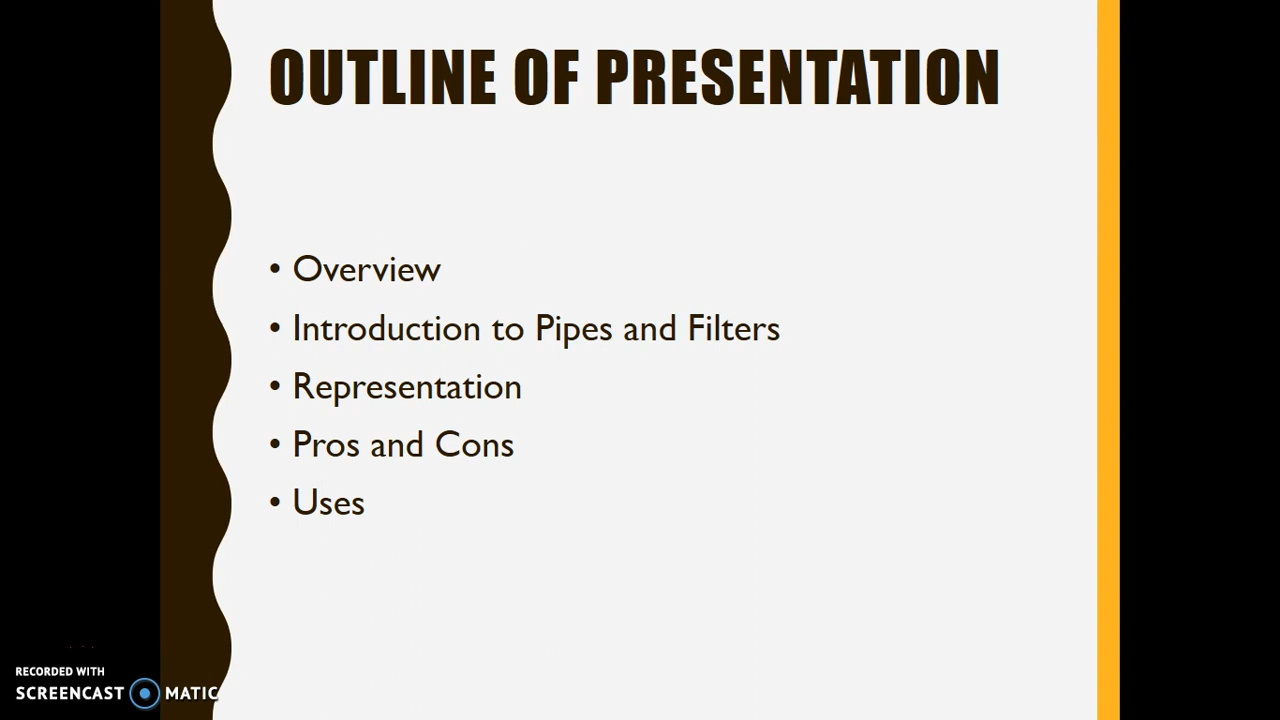 OUTLINE OF PRESENTATION
• Overview
• Introduction to Pipes and Filters
• Representation
• Pros and Cons
• Uses
RECORDED WITH
SCREENCAST MATIC